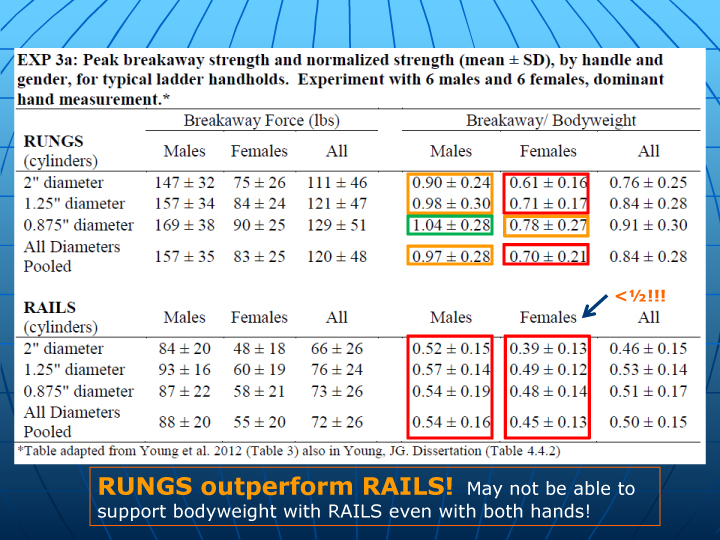 EXP 3a: Peak breakaway strength and normalized strength (mean ± SD), by handle and
gender, for typical ladder handholds.  Experiment with 6 males and 6 females, dominant
hand measurement.*
Breakaway Force (lbs) Breakaway/ Bodyweight
RUNGS
(cylinders) Males Females All Males Females All
2" diameter 147 ± 32 75 ± 26 111 ± 46 0.90 ± 0.24 0.61 ± 0.16 0.76 ± 0.25
1.25" diameter 157 ± 34 84 ± 24 121 ± 47 0.98 ± 0.30 0.71 ± 0.17 0.84 ± 0.28
0.875" diameter 169 ± 38 90 ± 25 129 ± 51 1.04 ± 0.28 0.78 ± 0.27 0.91 ± 0.30
All Diameters
Pooled 157 ± 35 83 ± 25 120 ± 48 0.97 ± 0.28 0.70 ± 0.21 0.84 ± 0.28
<½!!!
RAILS
(cylinders) Males Females All Males Females All
2" diameter 84 ± 20 48 ± 18 66 ± 26 0.52 ± 0.15 0.39 ± 0.13 0.46 ± 0.15
1.25" diameter 93 ± 16 60 ± 19 76 ± 24 0.57 ± 0.14 0.49 ± 0.12 0.53 ± 0.14
0.875" diameter 87 ± 22 58 ± 21 73 ± 26 0.54 ± 0.19 0.48 ± 0.14 0.51 ± 0.17
All Diameters
Pooled 88 ± 20 55 ± 20 72 ± 26 0.54 ± 0.16 0.45 ± 0.13 0.50 ± 0.15
*Table adapted from Young et al. 2012 (Table 3) also in Young, JG. Dissertation (Table 4.4.2)
RUNGS outperform RAILS!  May not be able to
support bodyweight with RAILS even with both hands!